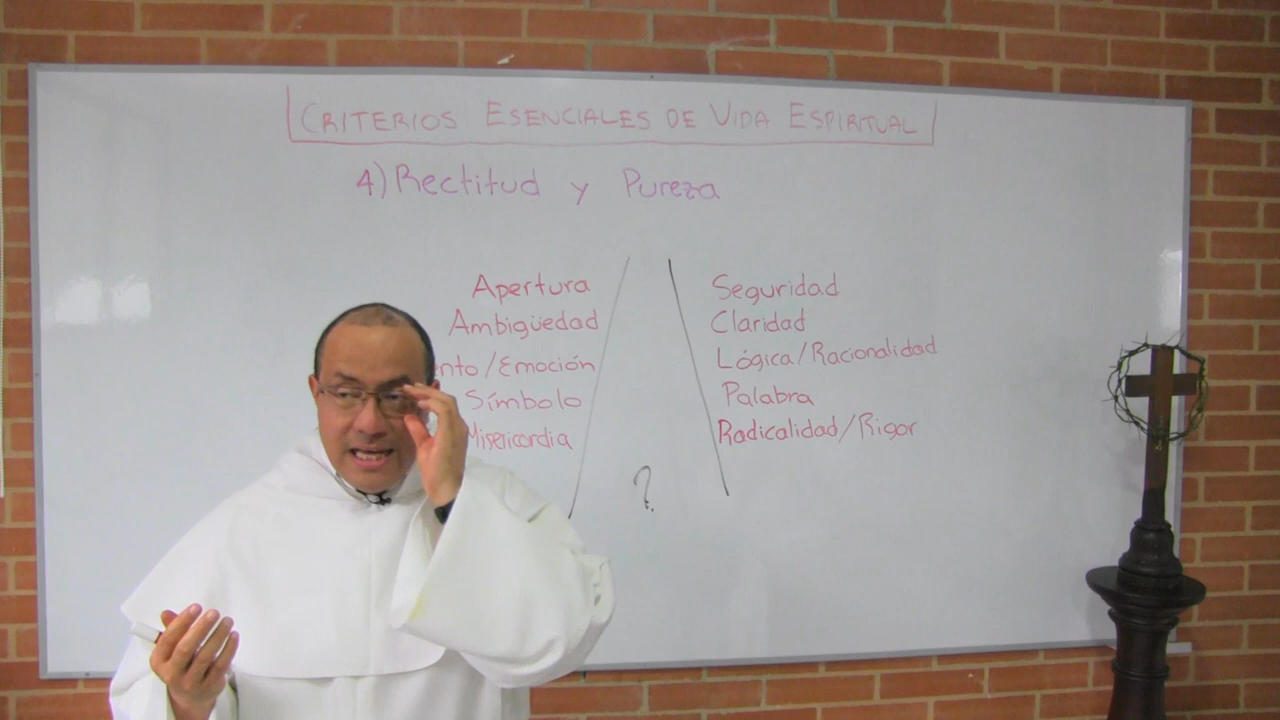 CRITERIOS ESENCIALES DE VIDA ESPIRITUAL
4) Rectitud y Pureza
Apertura Seguridad
Ambigüedad Claridad
nto/Emoción Lógica/Racionalidad
Símbolo Palabra
Misericordia Radicalidad/Rigor
?